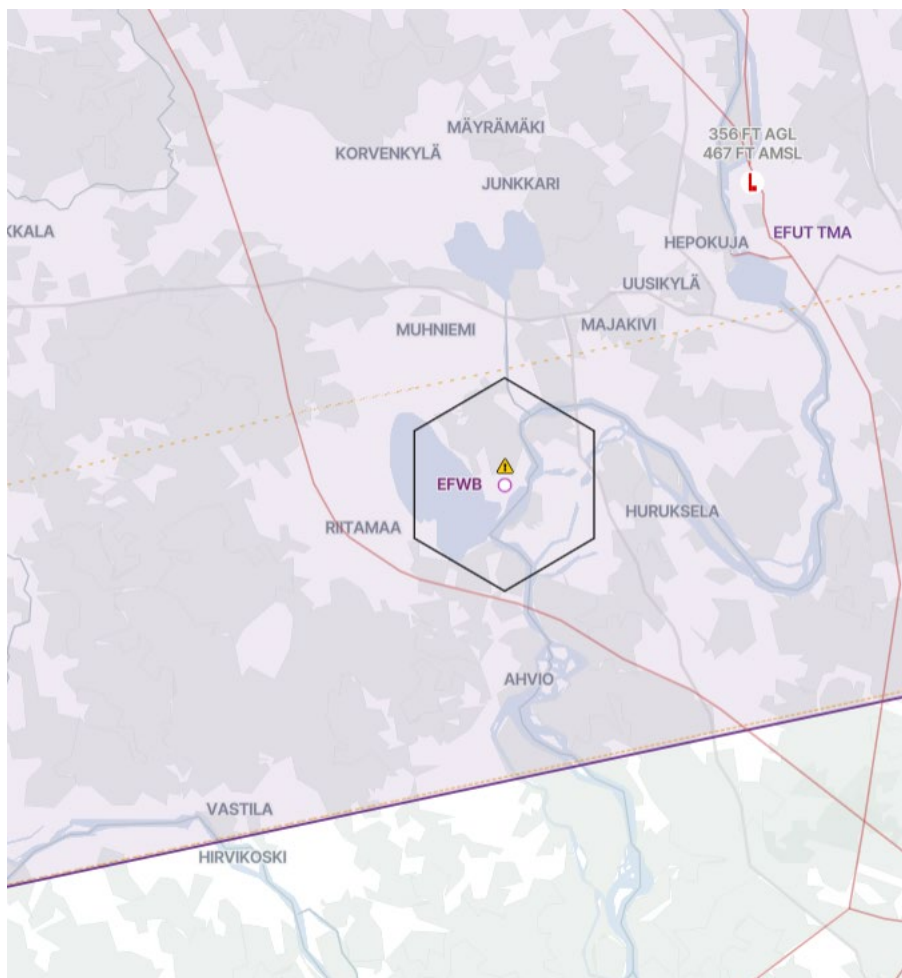 MÄYRÄMÄKI
356 FT AGL
467 FT AMSL
KORVENKYLÄ
JUNKKARI
KKALA
EFUT TMA
HEPOKUJA
UUSIKYLÄ
MUHNIEMI
MAJAKIVI
EFWB
HURUKSELA
RIITAMAA
AHVIO
VASTILA
HIRVIKOSKI